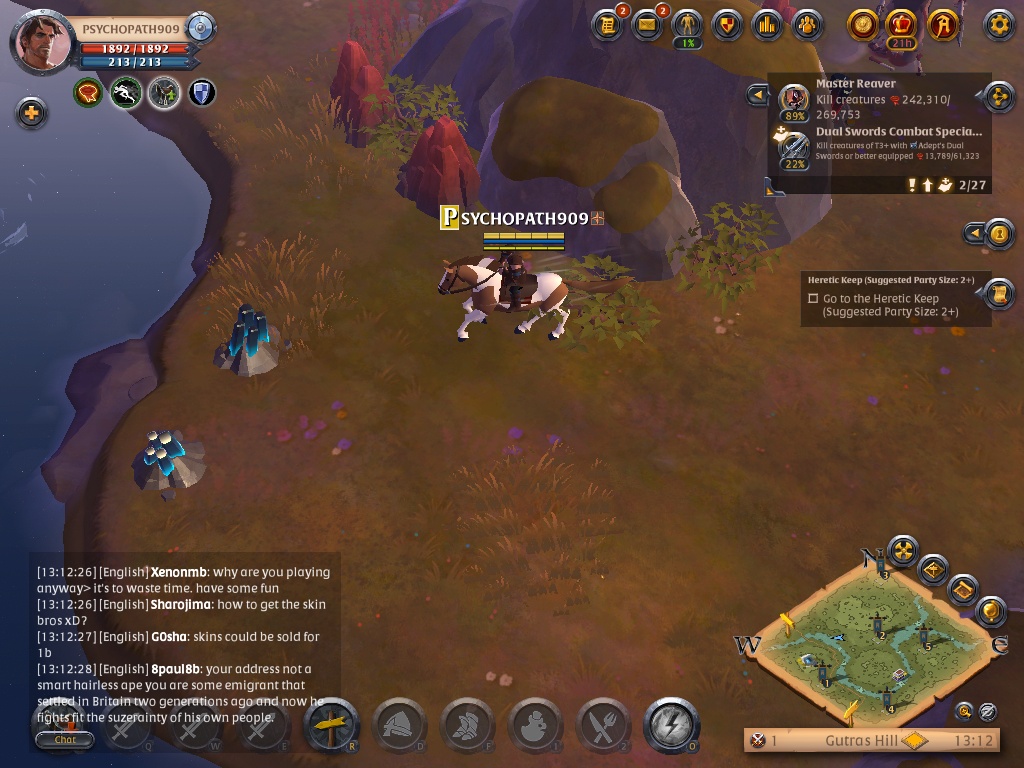 PSYCHOPATH909
1892 / 1892
213 / 213
2
2
1%
21h
Master Reaver
Kill creatures 242,310/
269,753
89%
Dual Swords Combat Specia...
Kill creatures of T3+ with Adept's Dual
Swords or better equipped 13,789/61,323
22%
2/27
PSYCHOPATH909
Heretic Keep (Suggested Party Size: 2+)
Go to the Heretic Keep
(Suggested Party Size: 2+)
[13:12:26] [English] Xenonmb: why are you playing
anyway> it's to waste time. have some fun
[13:12:26] [English] Sharojima: how to get the skin
bros xD?
[13:12:27] [English] G0sha: skins could be sold for
1b
[13:12:28] [English] 8paul8b: your address not a
smart hairless ape you are some emigrant that
settled in Britain two generations ago and now he
fights fit the suzerainty of his own people.
Chat
Q
W
E
R
D
F
1
2
O
N
W
E
3
2
5
1
4
1
Gutras Hill
13:12